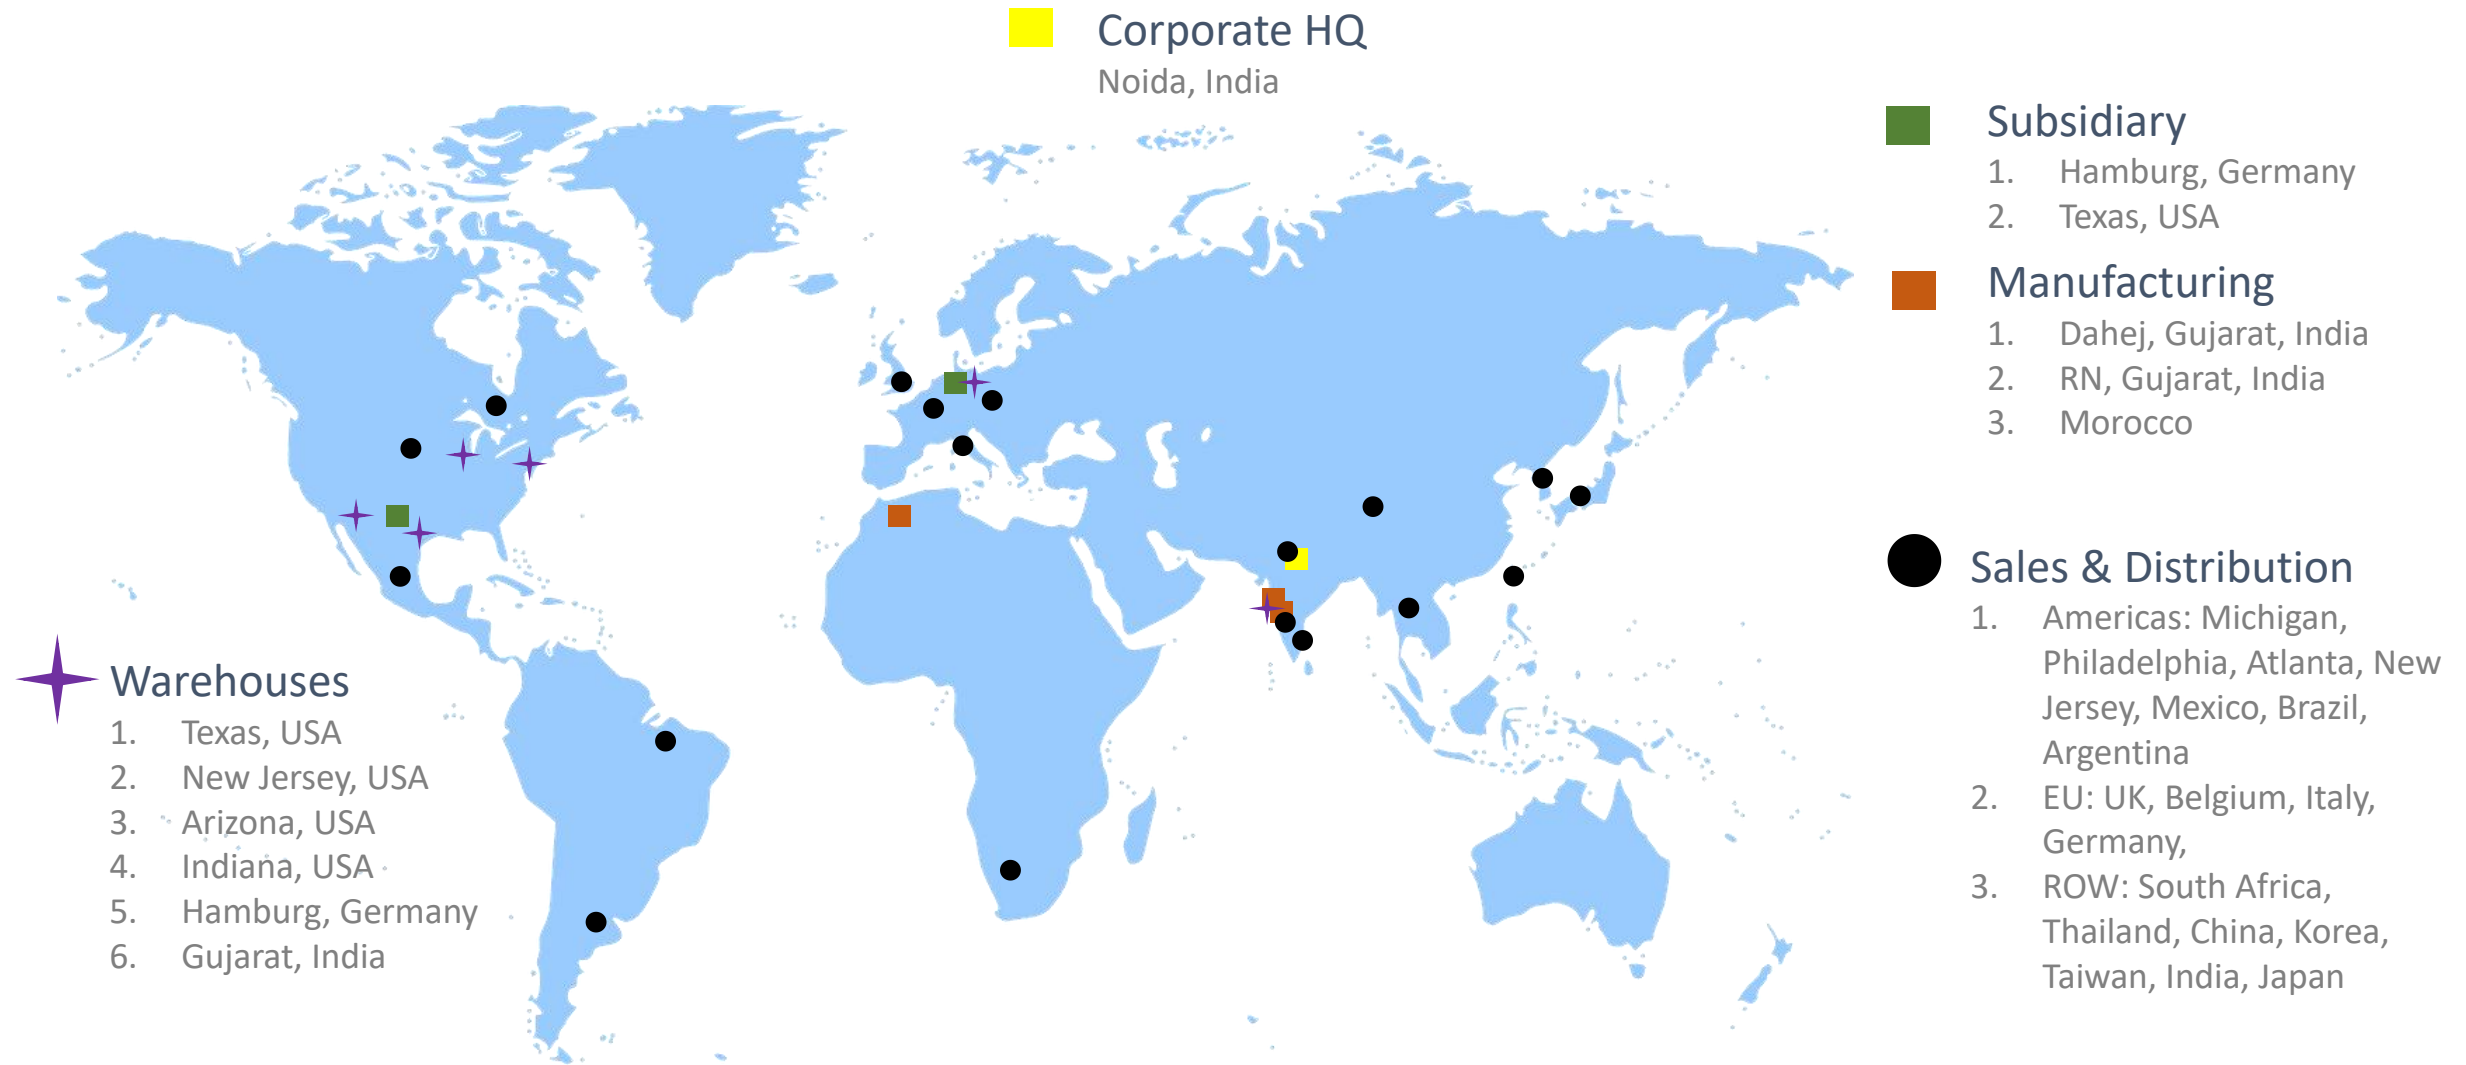 Corporate HQ
Noida, India
Subsidiary
1. Hamburg, Germany
2. Texas, USA
Manufacturing
1. Dahej, Gujarat, India
2. RN, Gujarat, India
3. Morocco
Sales & Distribution
1. Americas: Michigan,
Philadelphia, Atlanta, New
Jersey, Mexico, Brazil,
Argentina
2. EU: UK, Belgium, Italy,
Germany,
3. ROW: South Africa,
Thailand, China, Korea,
Taiwan, India, Japan
Warehouses
1. Texas, USA
2. New Jersey, USA
3. Arizona, USA
4. Indiana, USA
5. Hamburg, Germany
6. Gujarat, India